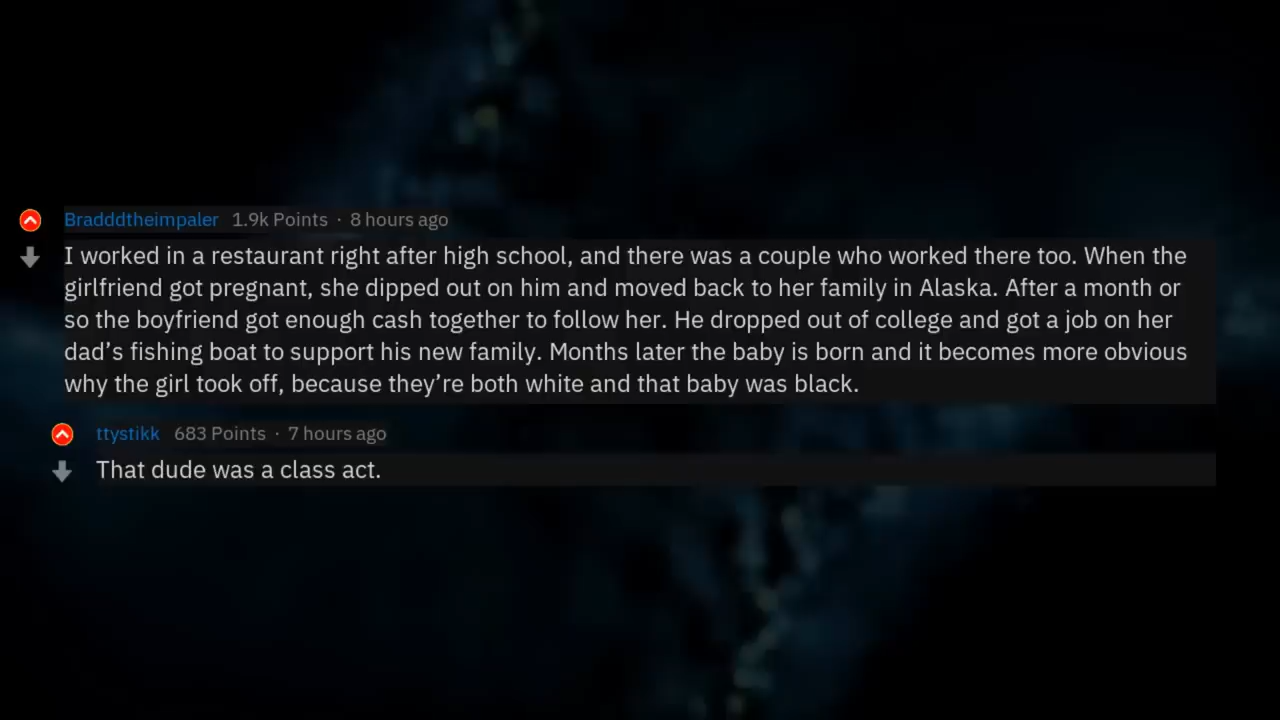 Bradddtheimpaler 1.9k Points · 8 hours ago
I worked in a restaurant right after high school, and there was a couple who worked there too. When the
girlfriend got pregnant, she dipped out on him and moved back to her family in Alaska. After a month or
so the boyfriend got enough cash together to follow her. He dropped out of college and got a job on her
dad’s fishing boat to support his new family. Months later the baby is born and it becomes more obvious
why the girl took off, because they’re both white and that baby was black.
ttystikk 683 Points · 7 hours ago
That dude was a class act.